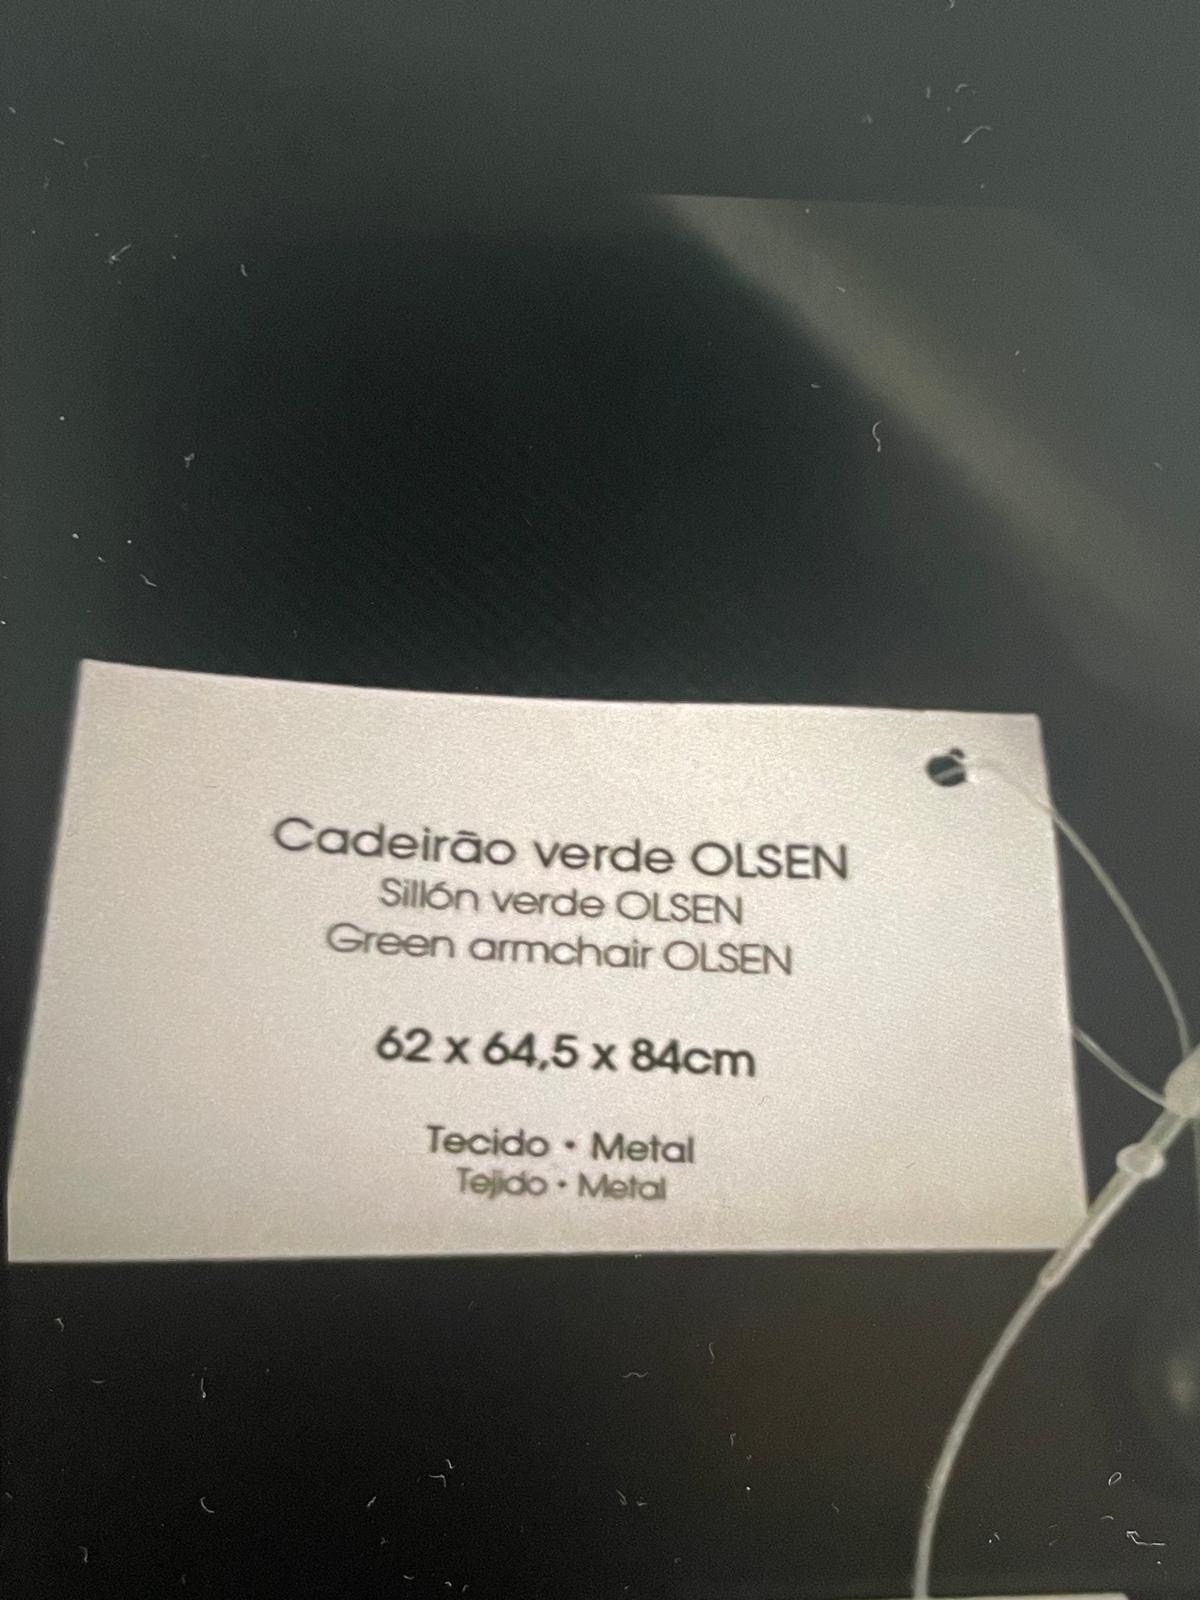 Cadeirão verde OLSEN
Sillón verde OLSEN
Green armchair OLSEN
62 x 64,5 x 84cm
Tecido • Metal
Tejido • Metal